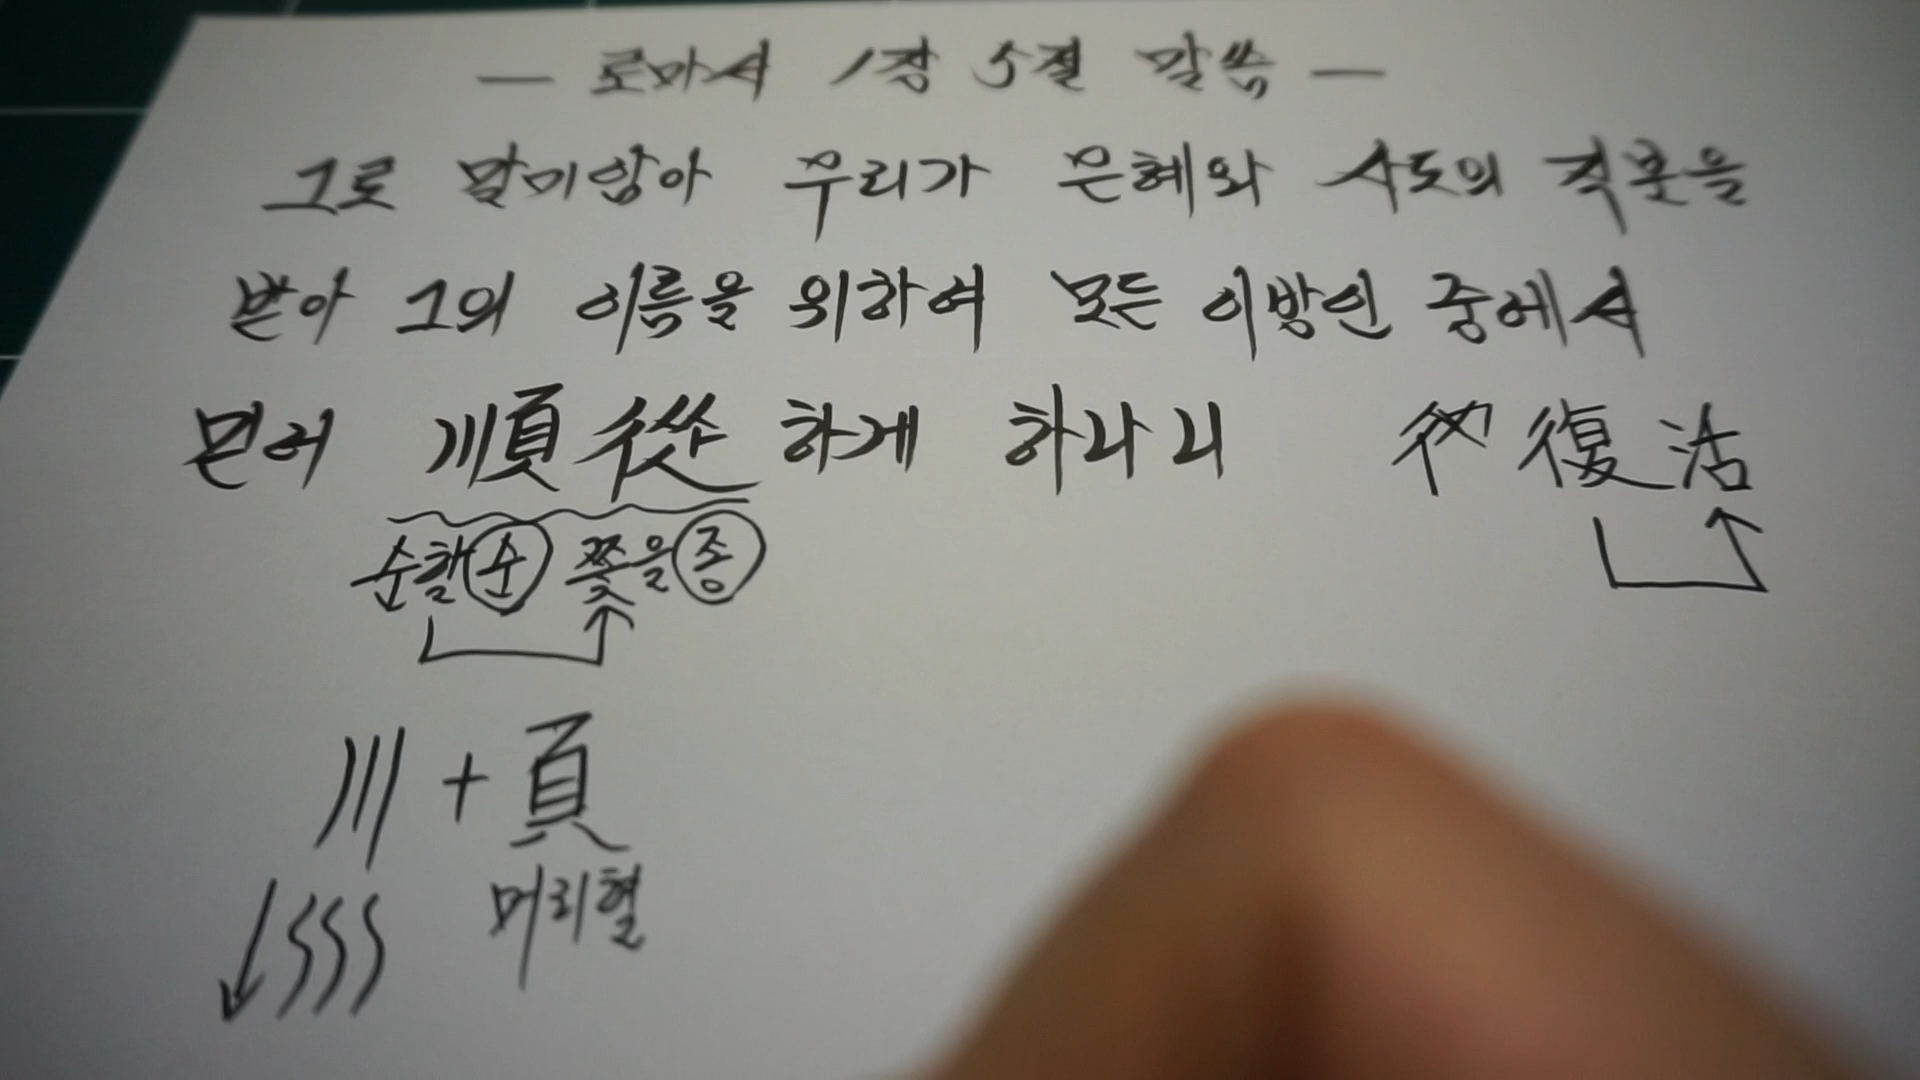 — 로마서 1장 5절 말씀 —
그로 말미암아 우리가 은혜와 사도의 직분을
받아 그의 이름을 위하여 모든 이방인 중에서
믿어 順從하게 하나니 復活
순할 순 쫓을 종
川 + 頁
머리혈